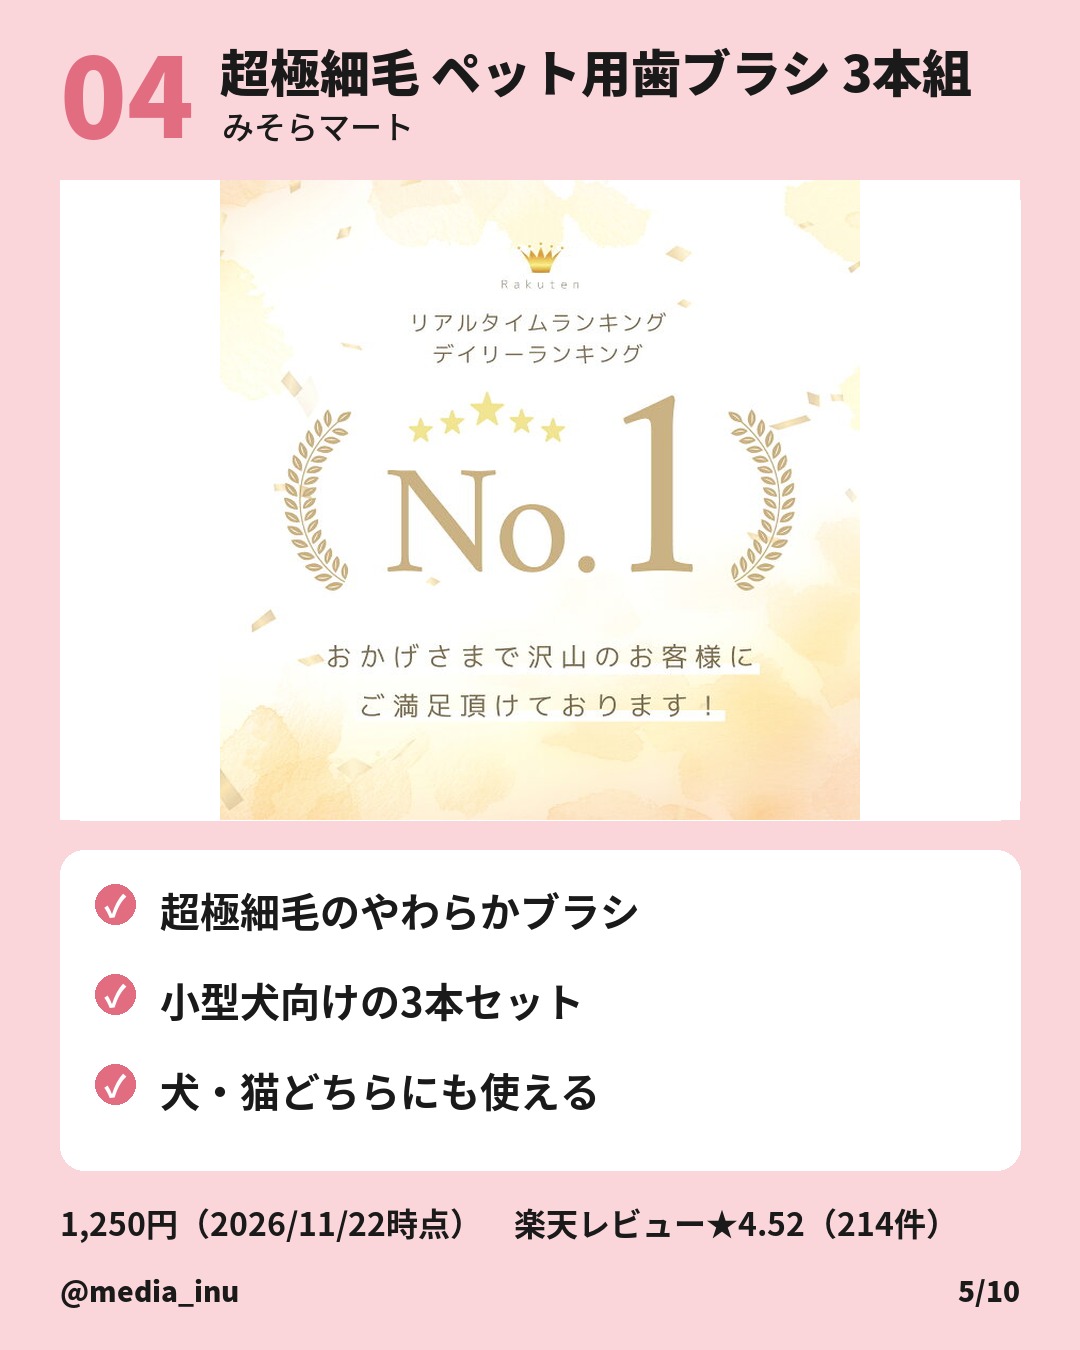 04
超極細毛 ペット用歯ブラシ 3本組
みそらマート
Rakuten
リアルタイムランキング
デイリーランキング
No.1
おかげさまで沢山のお客様に
ご満足頂けております！
超極細毛のやわらかブラシ
小型犬向けの3本セット
犬・猫どちらにも使える
1,250円（2026/11/22時点）　楽天レビュー★4.52（214件）
@media_inu
5/10